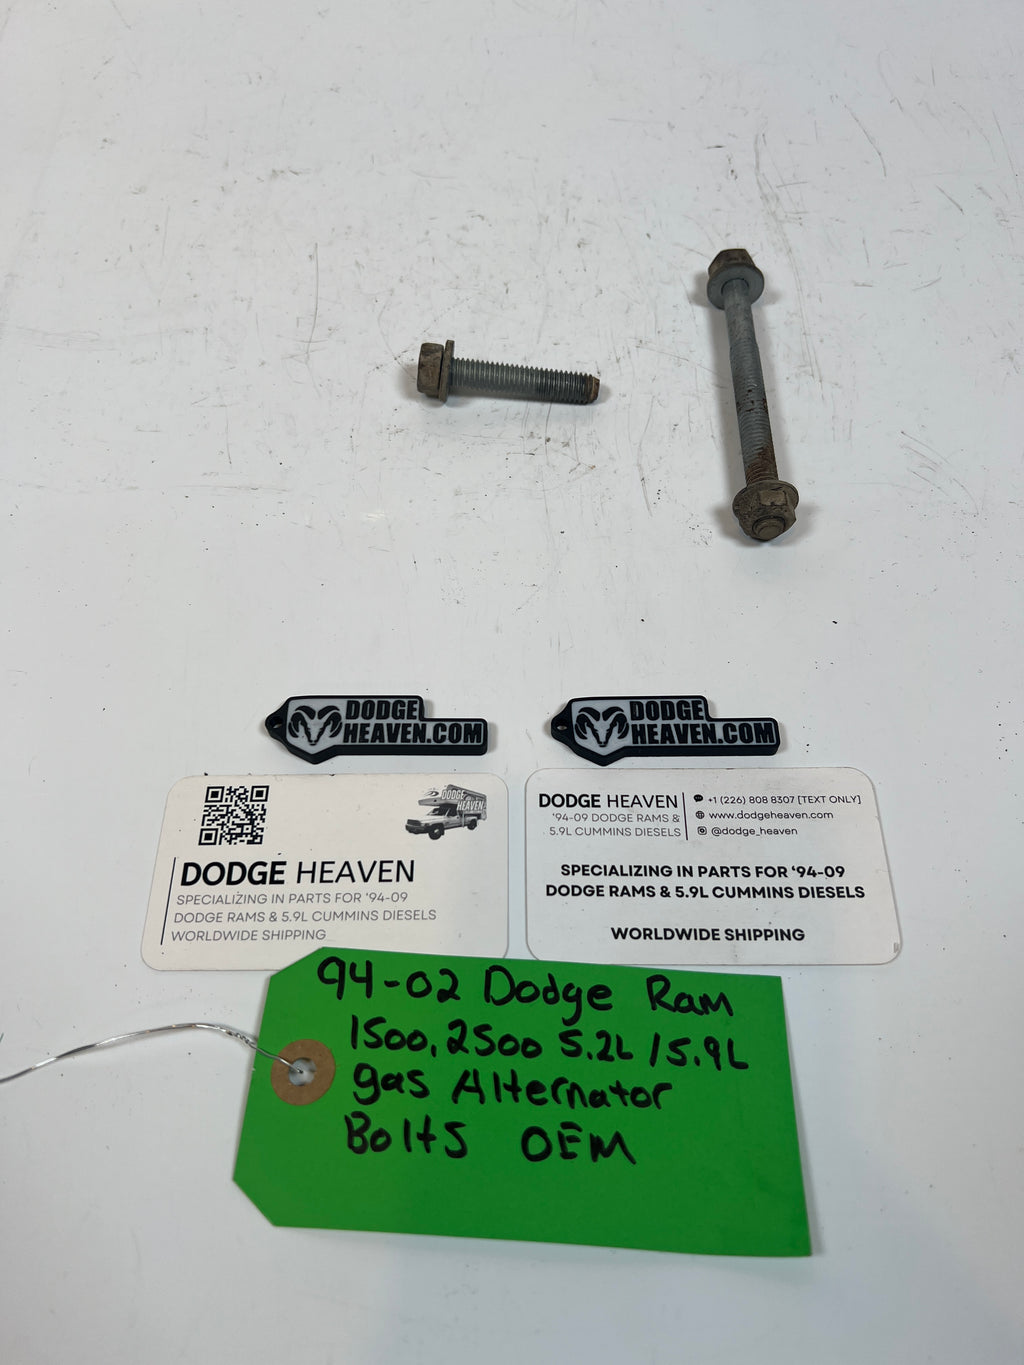 DODGE
HEAVEN.COM
DODGE
HEAVEN.COM
DODGE
HEAVEN
DODGE HEAVEN
SPECIALIZING IN PARTS FOR '94-09
DODGE RAMS & 5.9L CUMMINS DIESELS
WORLDWIDE SHIPPING
DODGE HEAVEN
'94-09 DODGE RAMS &
5.9L CUMMINS DIESELS
+1 (226) 808 8307 [TEXT ONLY]
www.dodgeheaven.com
@dodge_heaven
SPECIALIZING IN PARTS FOR '94-09
DODGE RAMS & 5.9L CUMMINS DIESELS
WORLDWIDE SHIPPING
94-02 Dodge Ram
1500, 2500 5.2L / 5.9L
gas Alternator
Bolts OEM